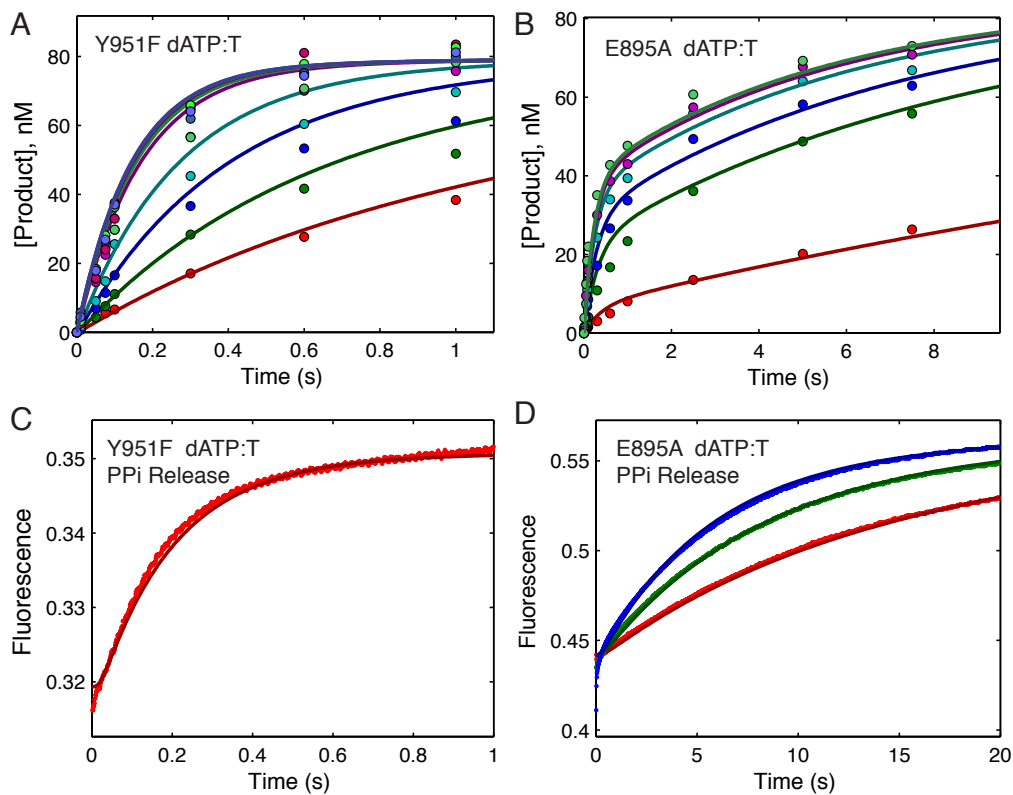 A
Y951F dATP:T
[Product], nM
80
60
40
20
0
0
0.2
0.4
0.6
0.8
1
Time (s)
B
E895A dATP:T
[Product], nM
80
60
40
20
0
0
2
4
6
8
Time (s)
C
Y951F dATP:T
PPi Release
Fluorescence
0.35
0.34
0.33
0.32
0
0.2
0.4
0.6
0.8
1
Time (s)
D
E895A dATP:T
PPi Release
Fluorescence
0.55
0.5
0.45
0.4
0
5
10
15
20
Time (s)